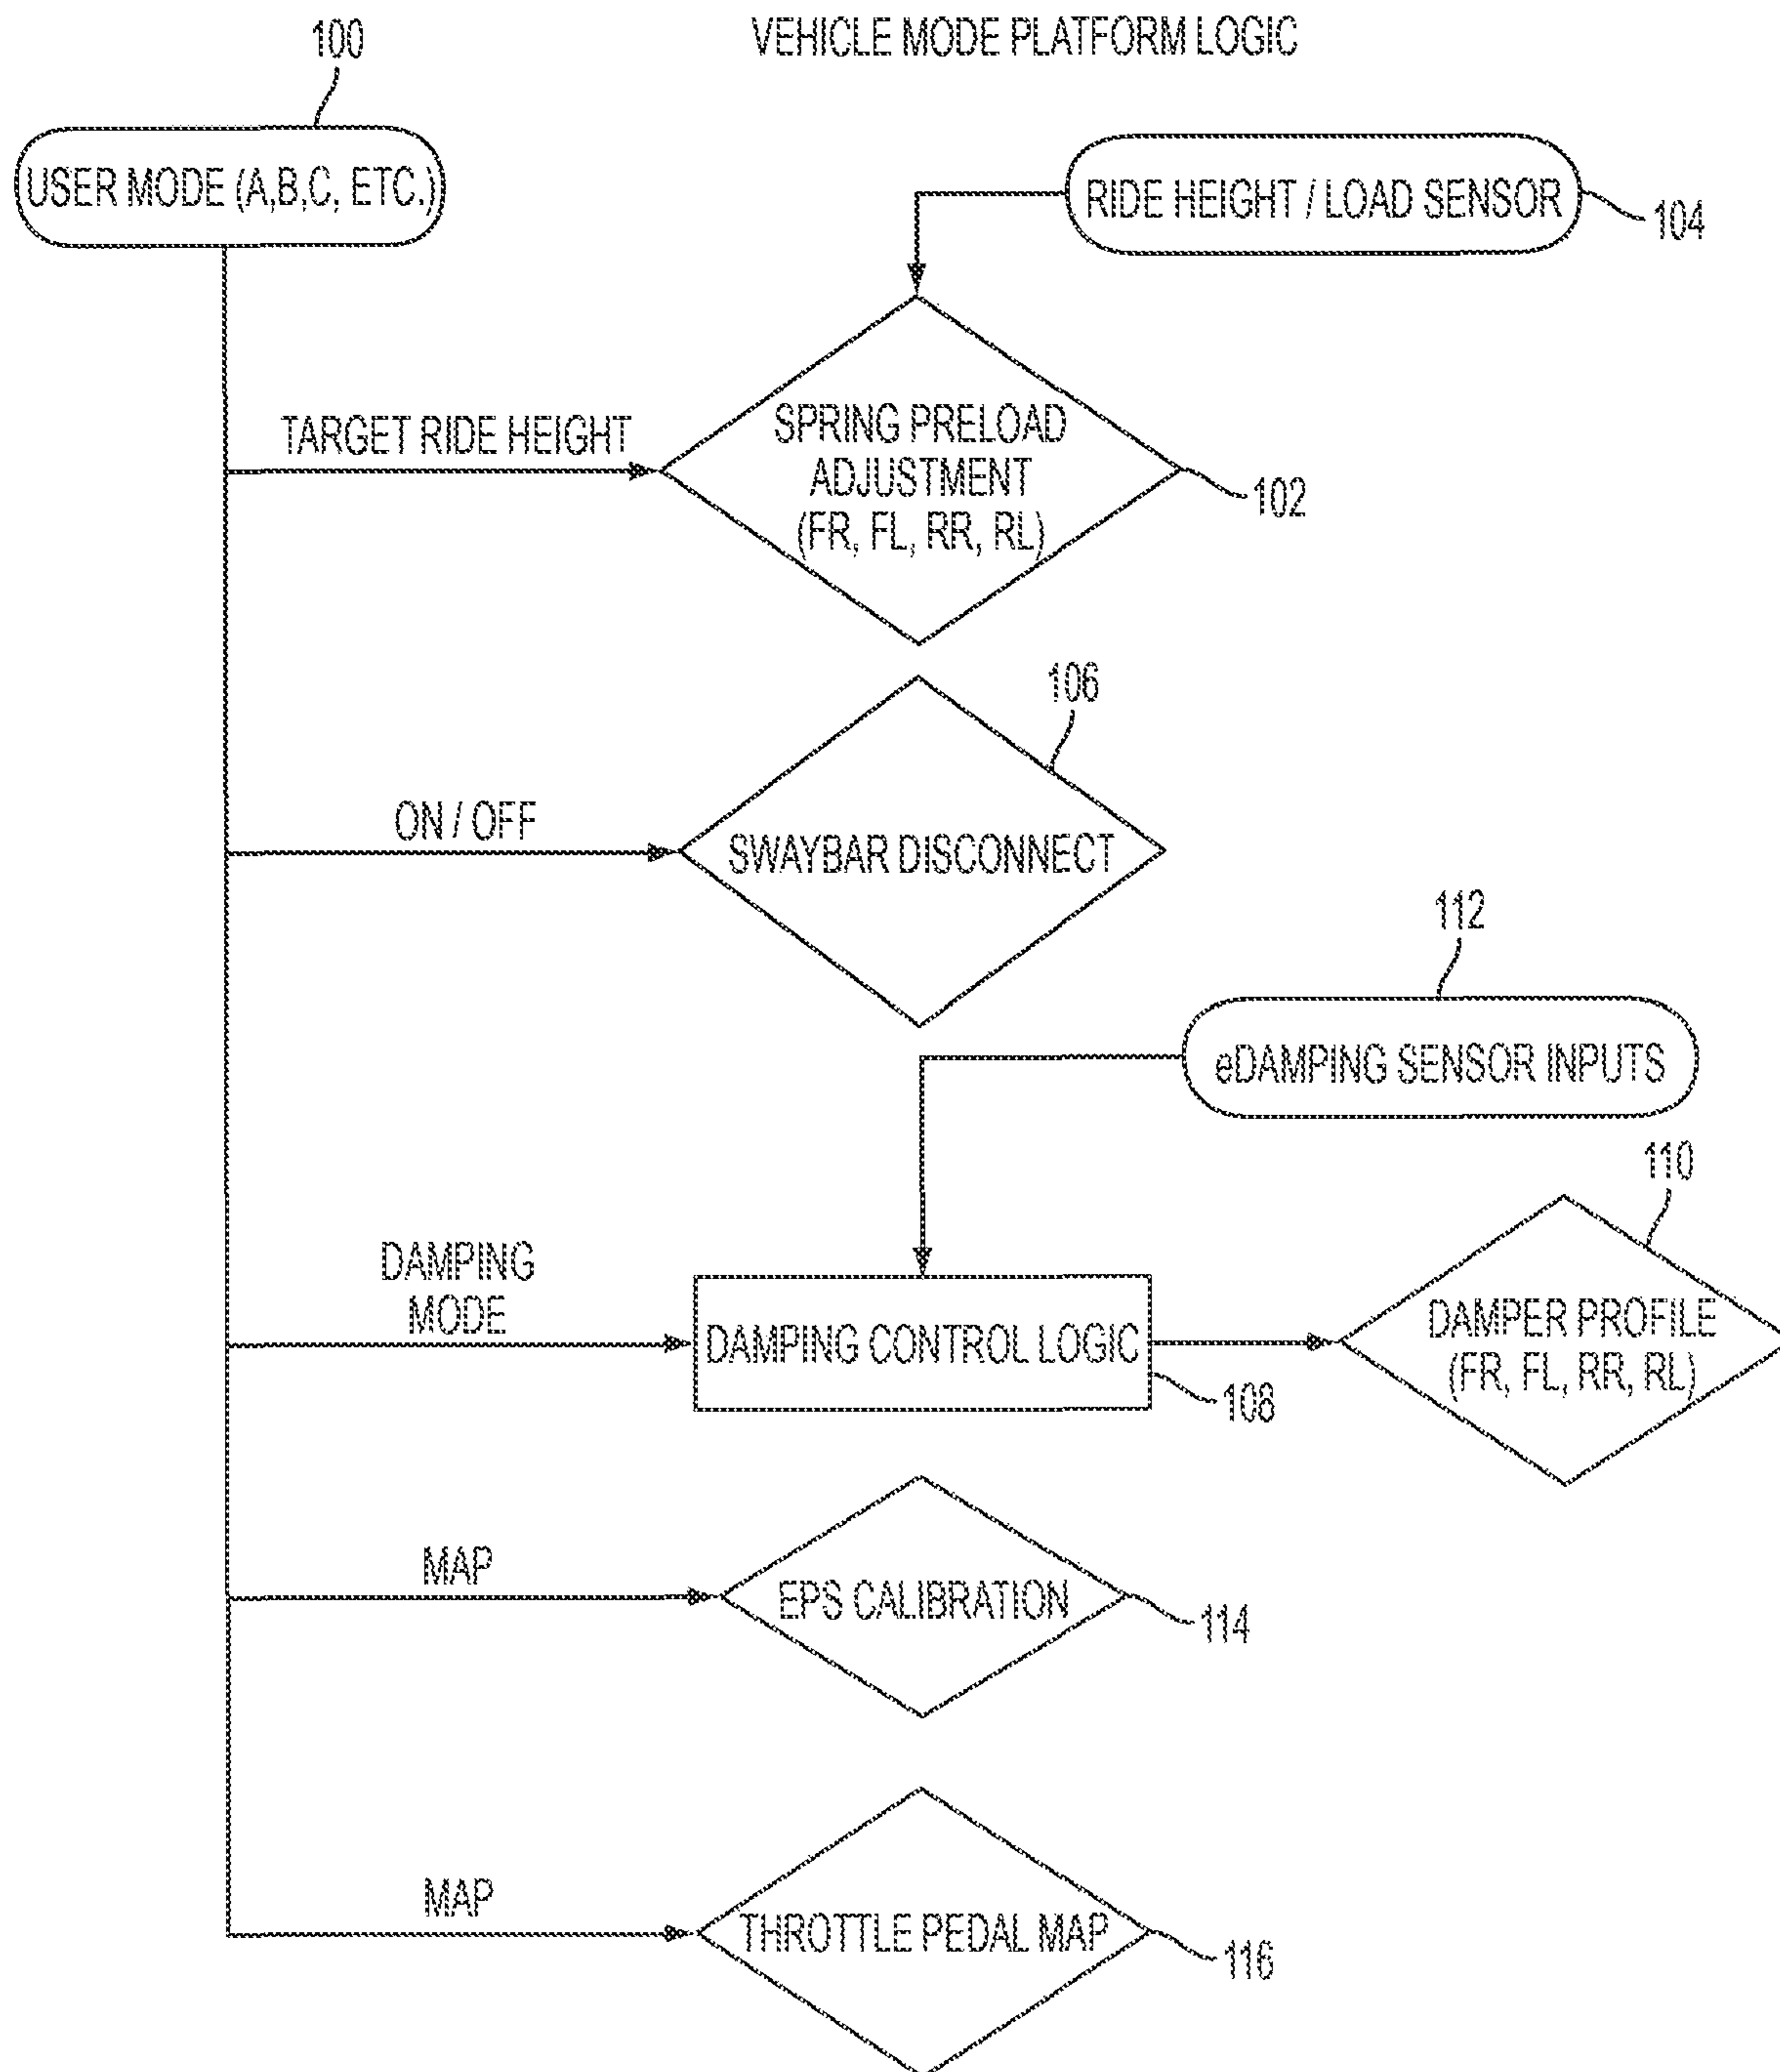 VEHICLE MODE PLATFORM LOGIC
100
USER MODE (A,B,C, ETC.)
RIDE HEIGHT / LOAD SENSOR
104
TARGET RIDE HEIGHT
SPRING PRELOAD
ADJUSTMENT
(FR, FL, RR, RL)
102
106
ON / OFF
SWAYBAR DISCONNECT
112
eDAMPING SENSOR INPUTS
110
DAMPING
MODE
DAMPING CONTROL LOGIC
108
DAMPER PROFILE
(FR, FL, RR, RL)
MAP
EPS CALIBRATION
114
MAP
THROTTLE PEDAL MAP
116